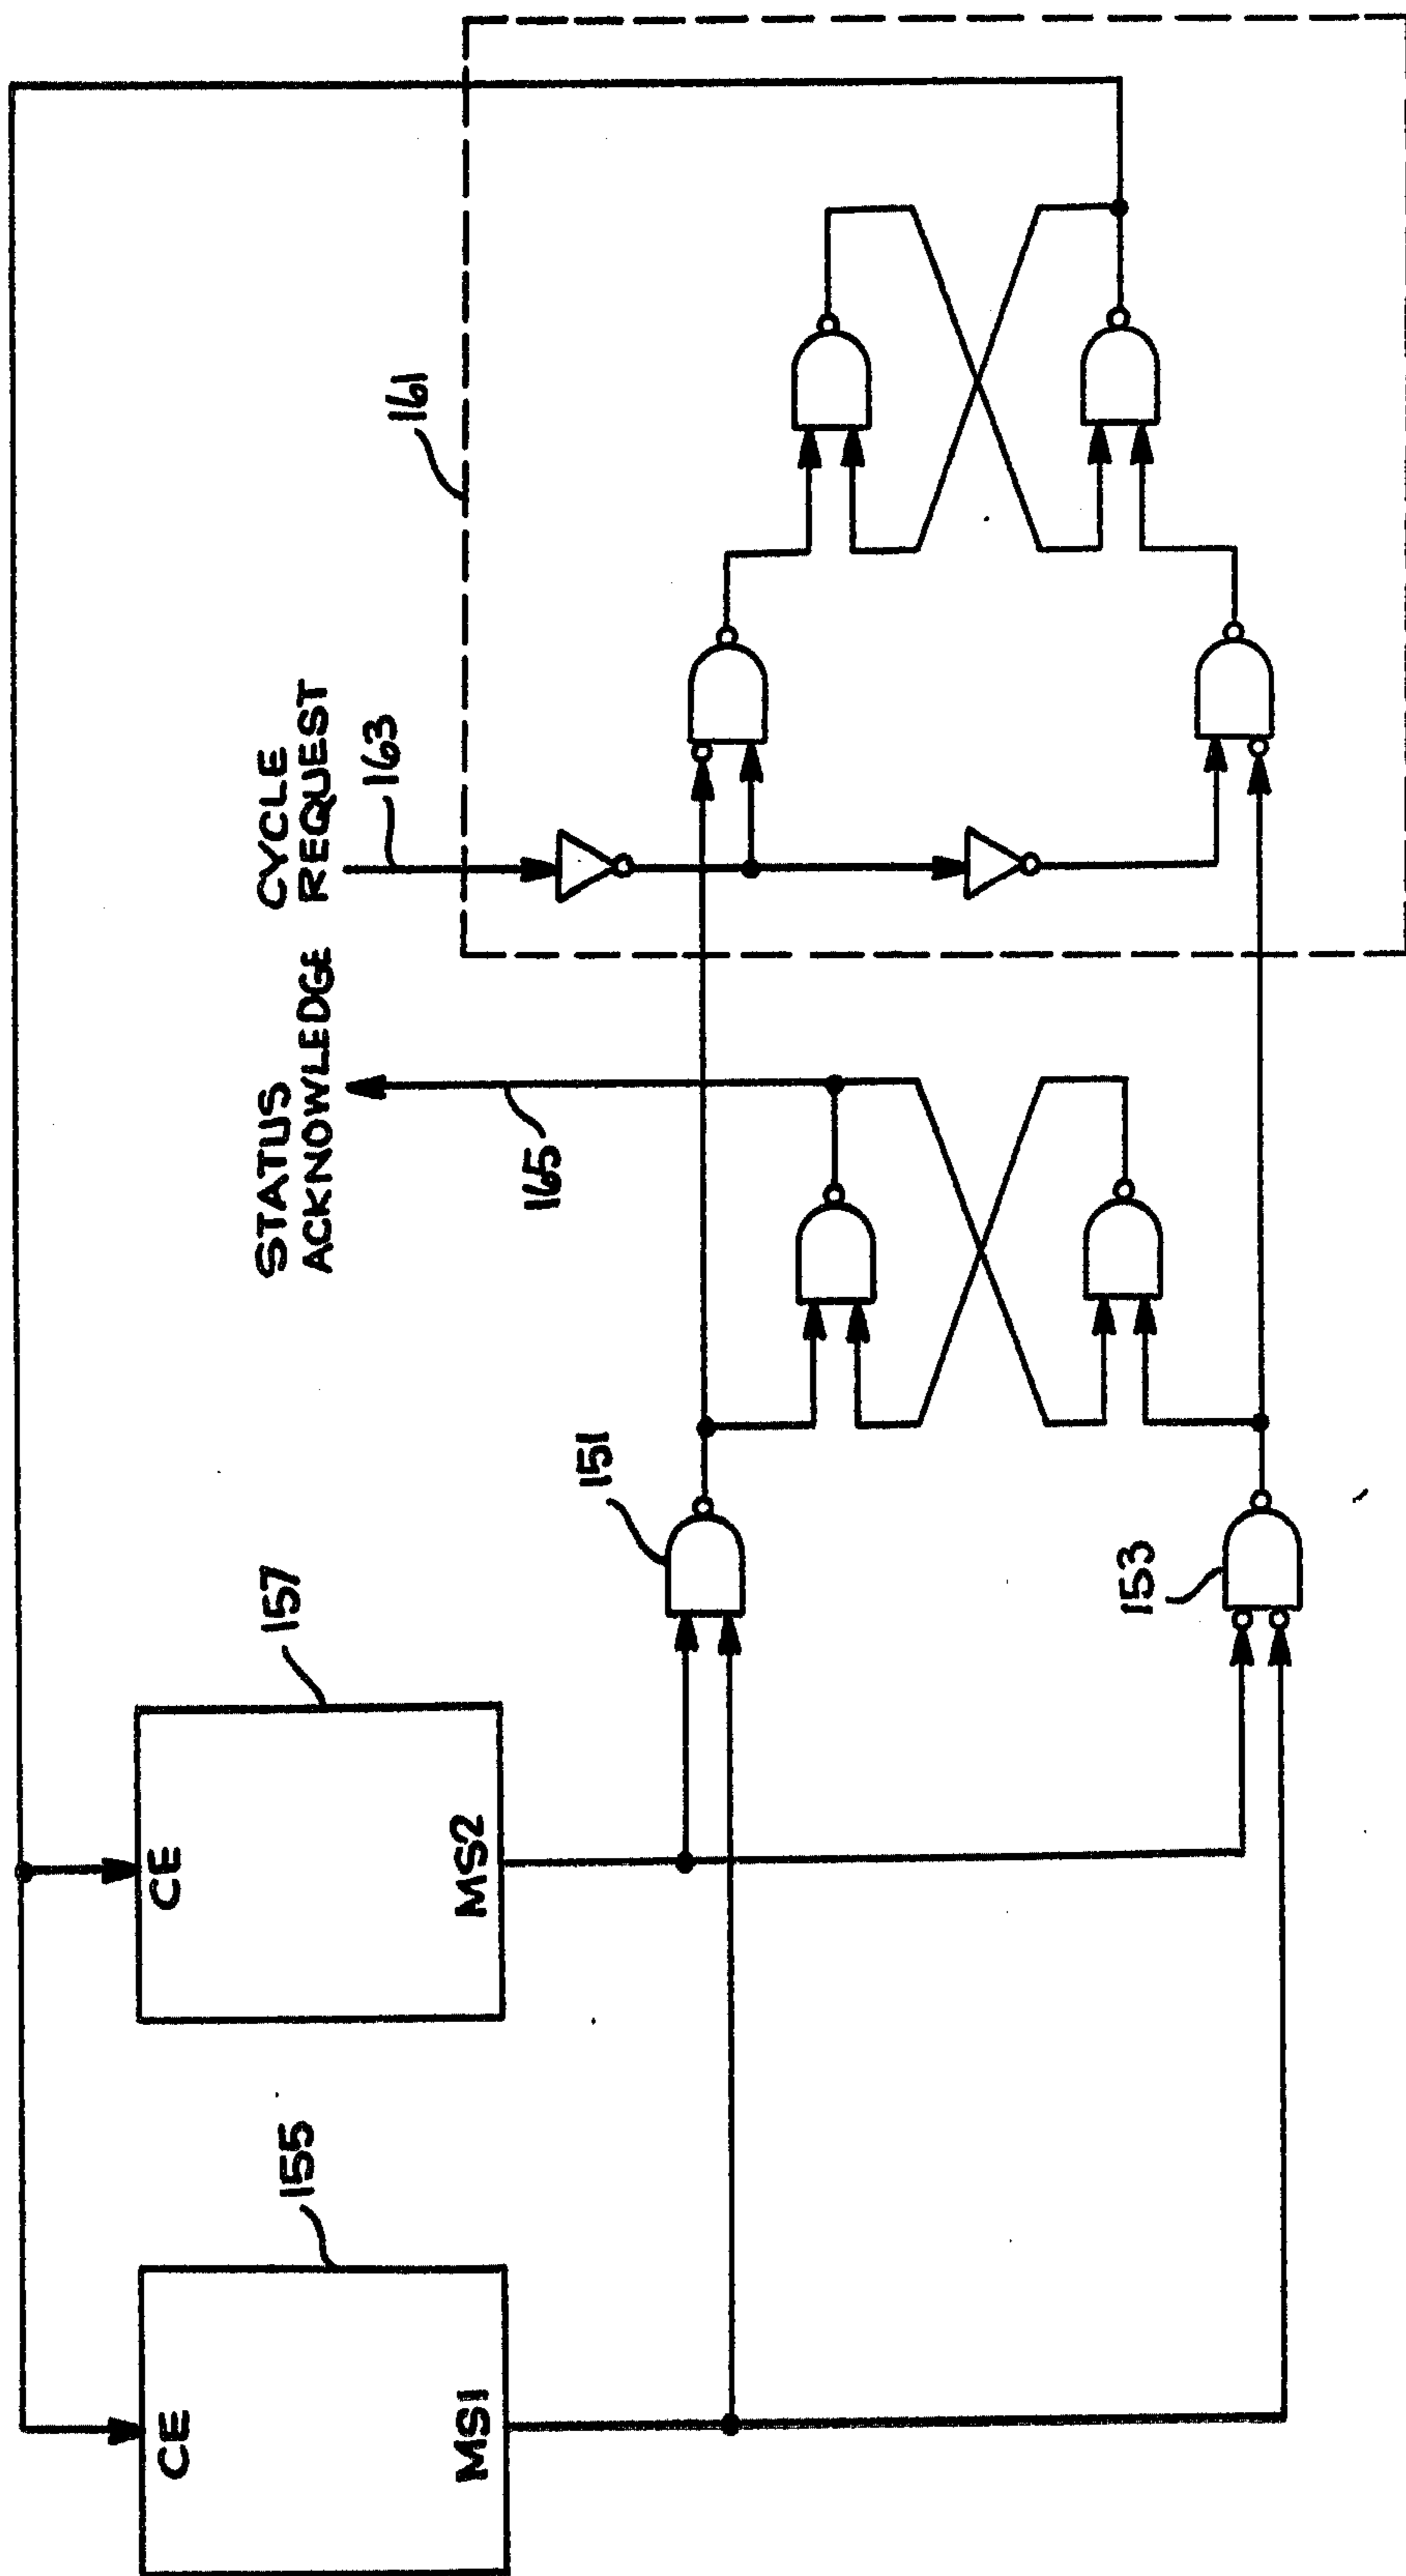 CE
MS1
155
CE
MS2
157
151
153
STATUS
ACKNOWLEDGE
165
CYCLE
REQUEST
163
161